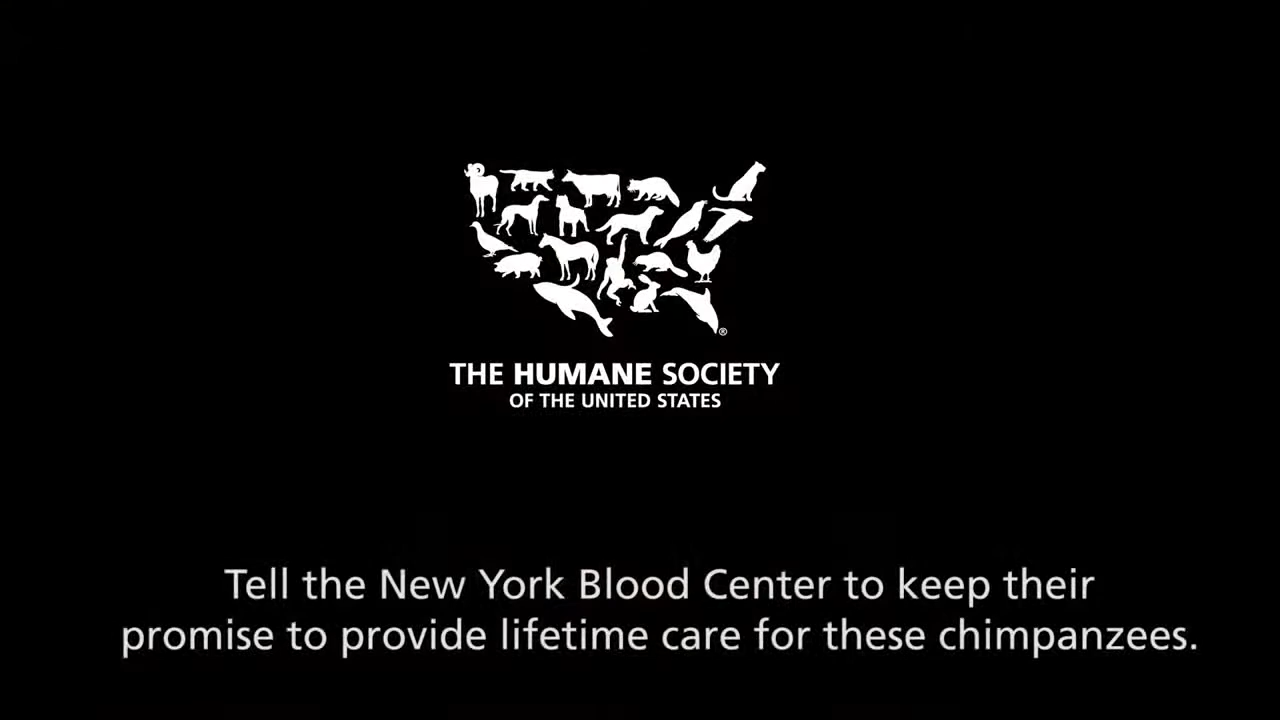 ®
THE HUMANE SOCIETY
OF THE UNITED STATES
Tell the New York Blood Center to keep their
promise to provide lifetime care for these chimpanzees.